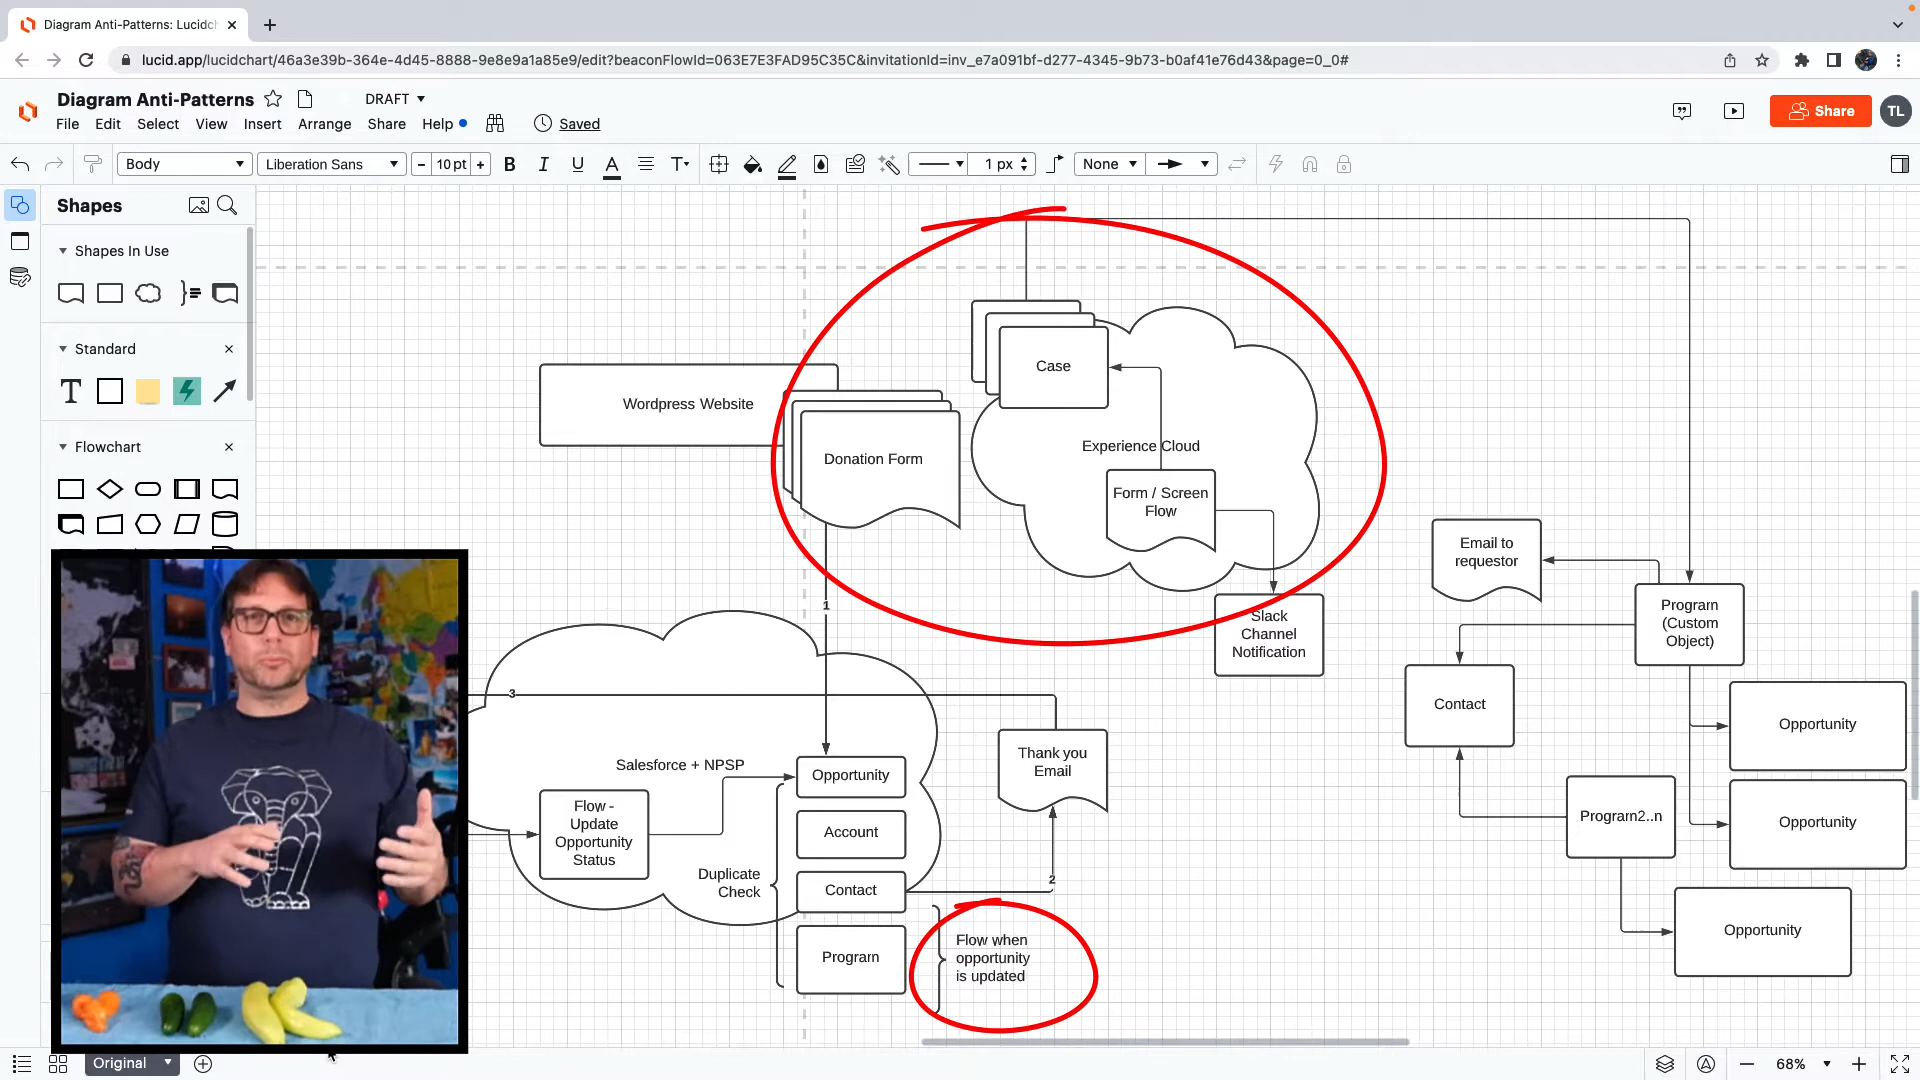 Diagram Anti-Patterns: Lucidch
lucid.app/lucidchart/46a3e39b-364e-4d45-8888-9e8e9a1a85e9/edit?beaconFlowId=063E7E3FAD95C35C&invitationId=inv_e7a091bf-d277-4345-9b73-b0af41e76d43&page=0_0#
Diagram Anti-Patterns DRAFT
File Edit Select View Insert Arrange Share Help Saved
Share TL
Body Liberation Sans - 10 pt + B I U A T 1 px None
Shapes
Shapes In Use
Standard
T
Flowchart
Wordpress Website
Donation Form
Case
Experience Cloud
Form / Screen
Flow
Slack
Channel
Notification
1
3
Salesforce + NPSP
Flow -
Update
Opportunity
Status
Opportunity
Account
Duplicate
Check
Contact
Program
Thank you
Email
2
Flow when
opportunity
is updated
Email to
requestor
Program
(Custom
Object)
Contact
Opportunity
Opportunity
Program2..n
Opportunity
Original
68%